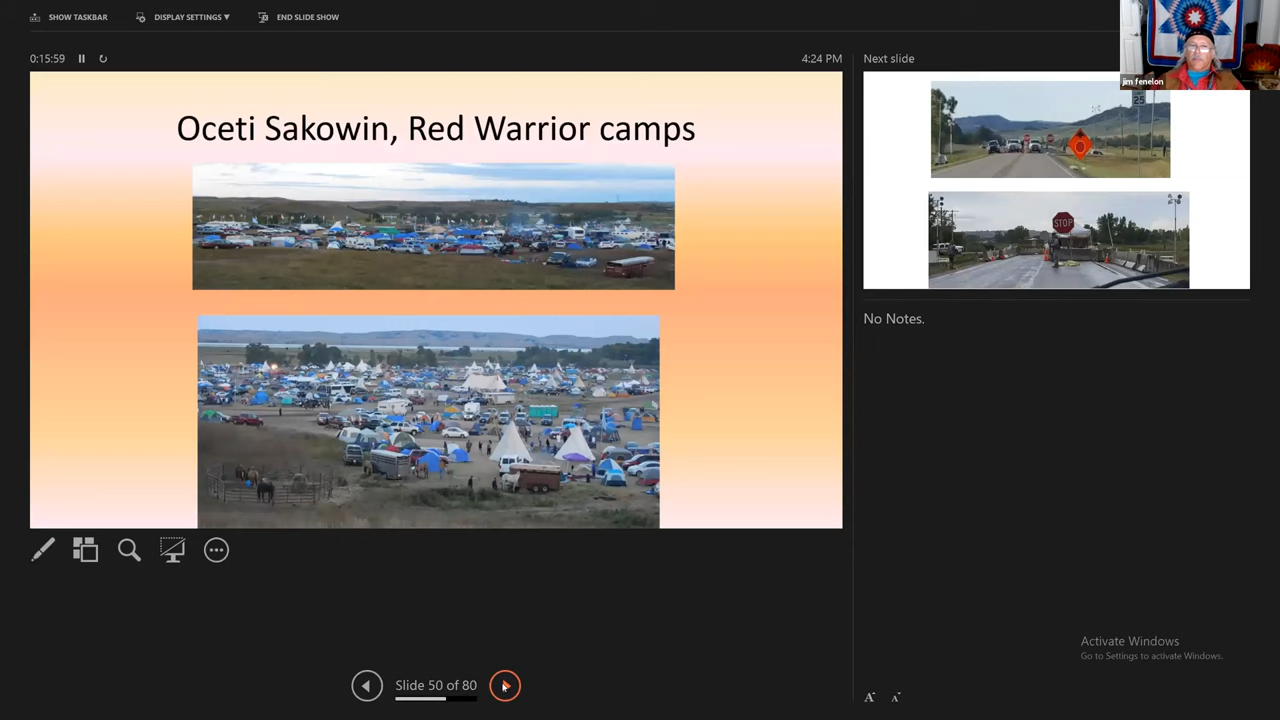 SHOW TASKBAR
DISPLAY SETTINGS ▼
END SLIDE SHOW
jim fenelon
0:15:59
4:24 PM
Next slide
Oceti Sakowin, Red Warrior camps
25
STOP
No Notes.
Activate Windows
Go to Settings to activate Windows.
Slide 50 of 80
A
A